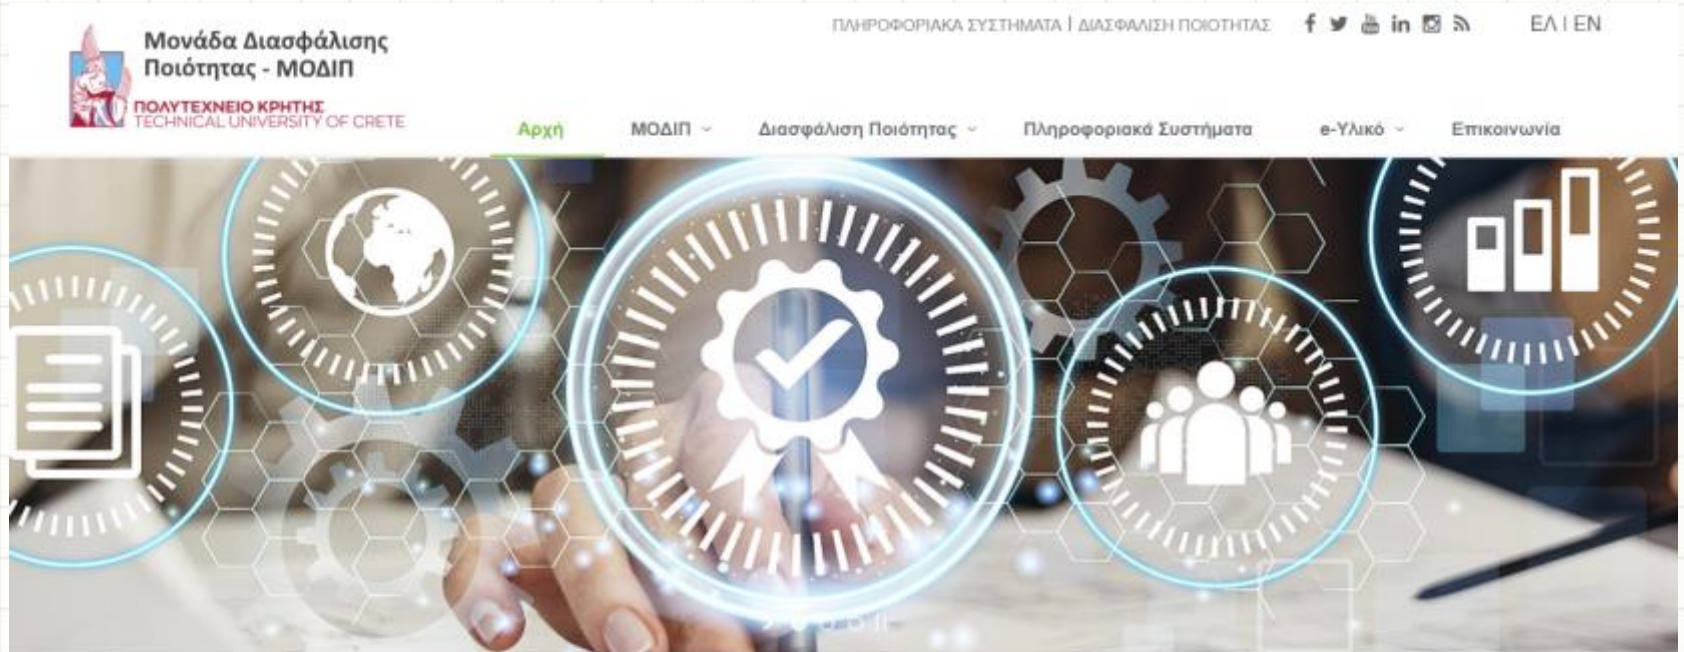 ΠΛΗΡΟΦΟΡΙΑΚΑ ΣΥΣΤΗΜΑΤΑ | ΔΙΑΣΦΑΛΙΣΗ ΠΟΙΟΤΗΤΑΣ
ΕΛ | EN
Μονάδα Διασφάλισης
Ποιότητας - ΜΟΔΙΠ
ΠΟΛΥΤΕΧΝΕΙΟ ΚΡΗΤΗΣ
TECHNICAL UNIVERSITY OF CRETE
Αρχή ΜΟΔΙΠ Διασφάλιση Ποιότητας Πληροφοριακά Συστήματα e-Υλικό Επικοινωνία